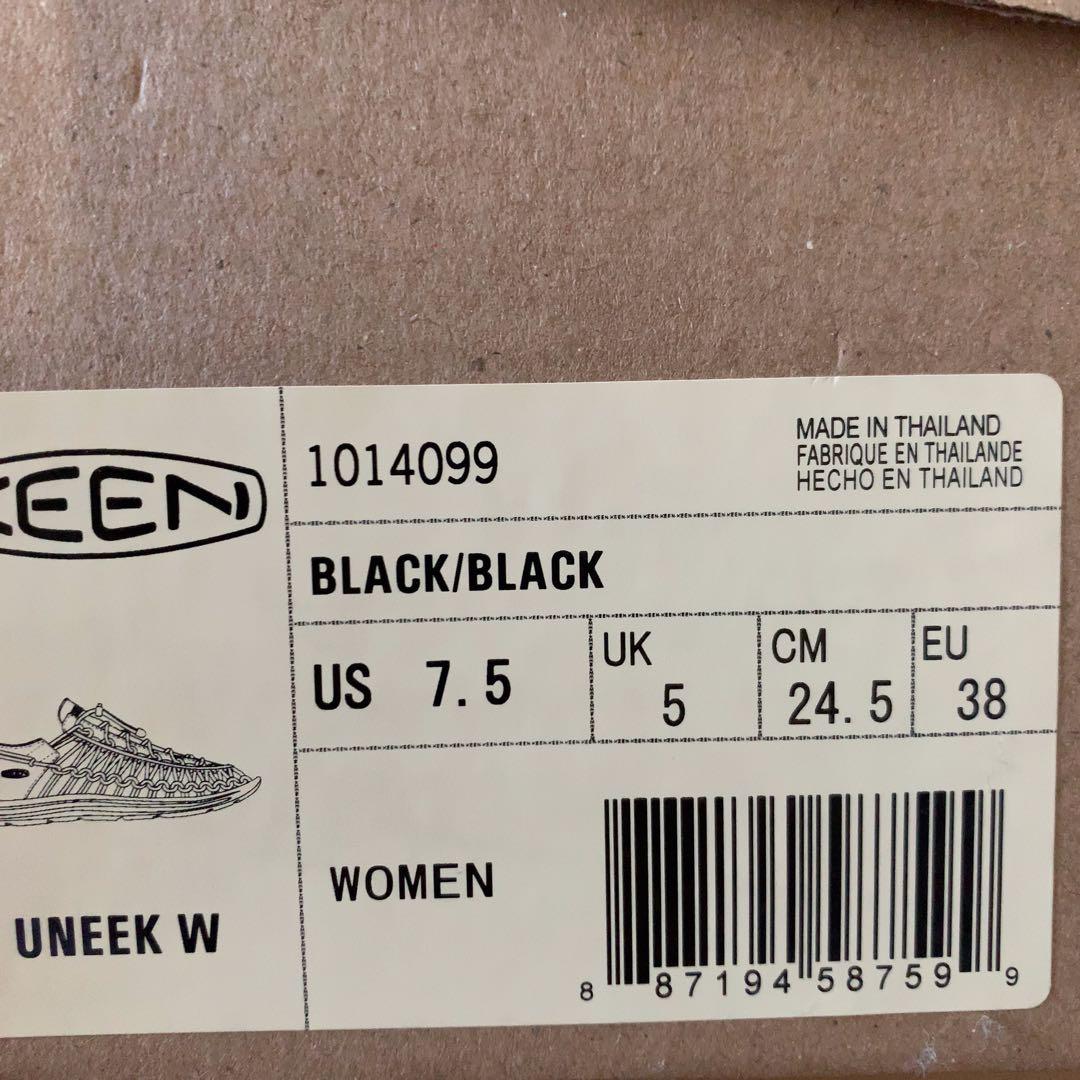 KEEN
1014099
MADE IN THAILAND
FABRIQUE EN THAILANDE
HECHO EN THAILAND
BLACK/BLACK
US 7.5
UK 5
CM 24.5
EU 38
WOMEN
UNEEK W
8 87194 58759 9